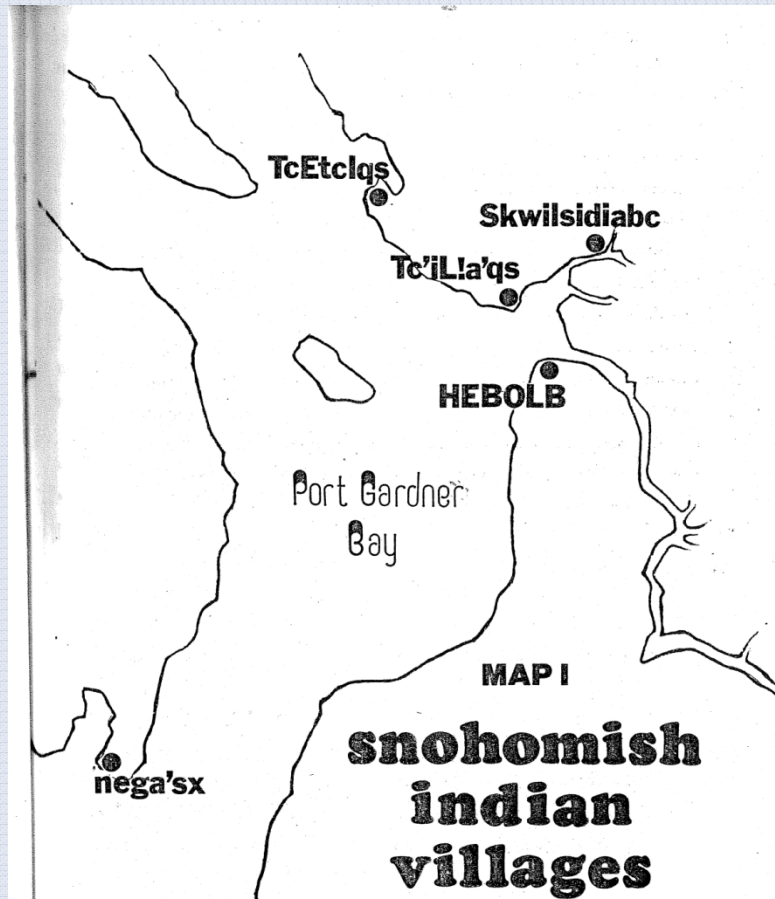 TcEtclqs
Skwilsidiabc
Tc'iL!a'qs
HEBOLB
Port Gardner
Bay
MAP I
nega'sx
snohomish
indian
villages